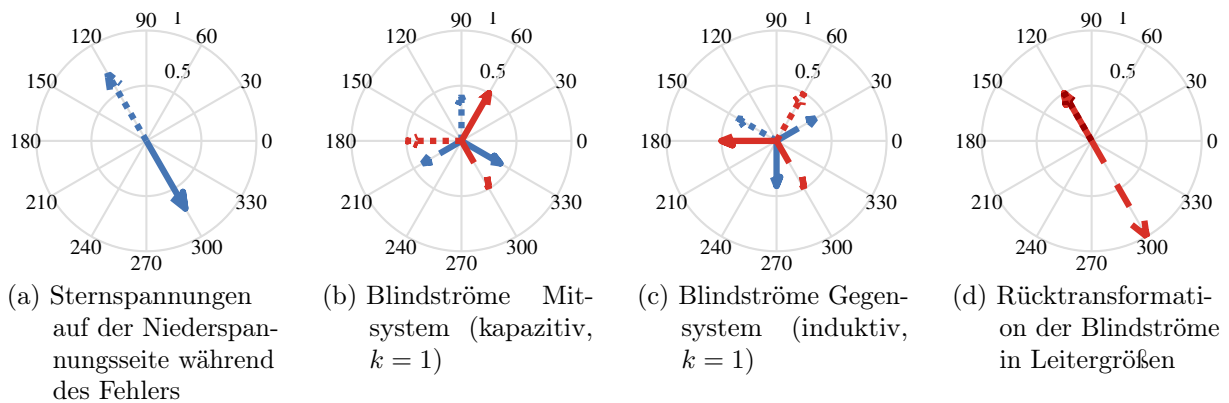 90 1 90 1 90 1 90 1
120 60 120 60 120 60 120 60
0.5 0.5 0.5 0.5
150 30 150 30 150 30 150 30
180 0 180 0 180 0 180 0
210 330 210 330 210 330 210 330
240 300 240 300 240 300 240 300
270 270 270 270
(a) Sternspannungen
auf der Niederspan-
nungsseite während
des Fehlers
(b) Blindströme Mit-
system (kapazitiv,
k = 1)
(c) Blindströme Gegen-
system (induktiv,
k = 1)
(d) Rücktransformati-
on der Blindströme
in Leitergrößen